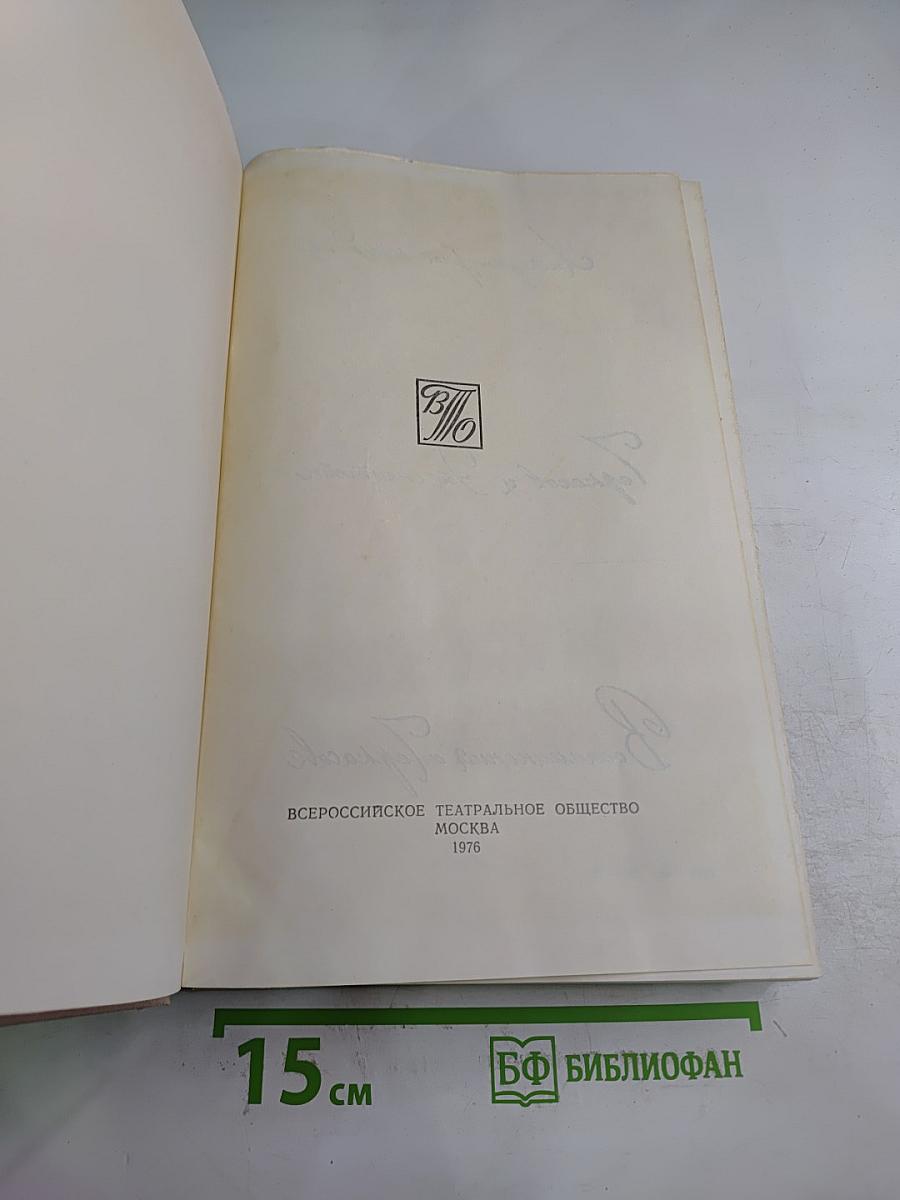 ВТО
ВСЕРОССИЙСКОЕ ТЕАТРАЛЬНОЕ ОБЩЕСТВО
МОСКВА
1976
15 см
БФ БИБЛИОФАН